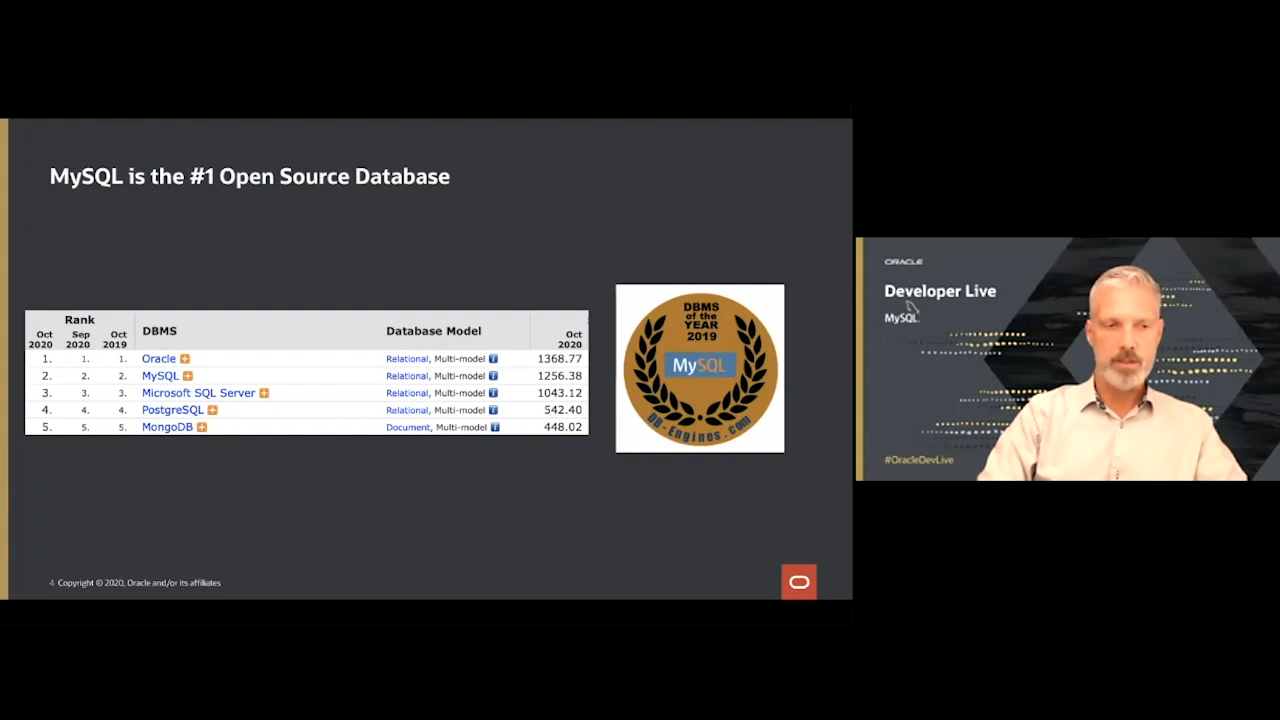 MySQL is the #1 Open Source Database
Rank
Oct 2020 Sep 2020 Oct 2019 DBMS Database Model Oct 2020
1. 1. 1. Oracle Relational, Multi-model 1368.77
2. 2. 2. MySQL Relational, Multi-model 1256.38
3. 3. 3. Microsoft SQL Server Relational, Multi-model 1043.12
4. 4. 4. PostgreSQL Relational, Multi-model 542.40
5. 5. 5. MongoDB Document, Multi-model 448.02
DBMS
of the
YEAR
2019
MySQL
DB-Engines.com
4 Copyright © 2020, Oracle and/or its affiliates
ORACLE
Developer Live
MySQL
#OracleDevLive